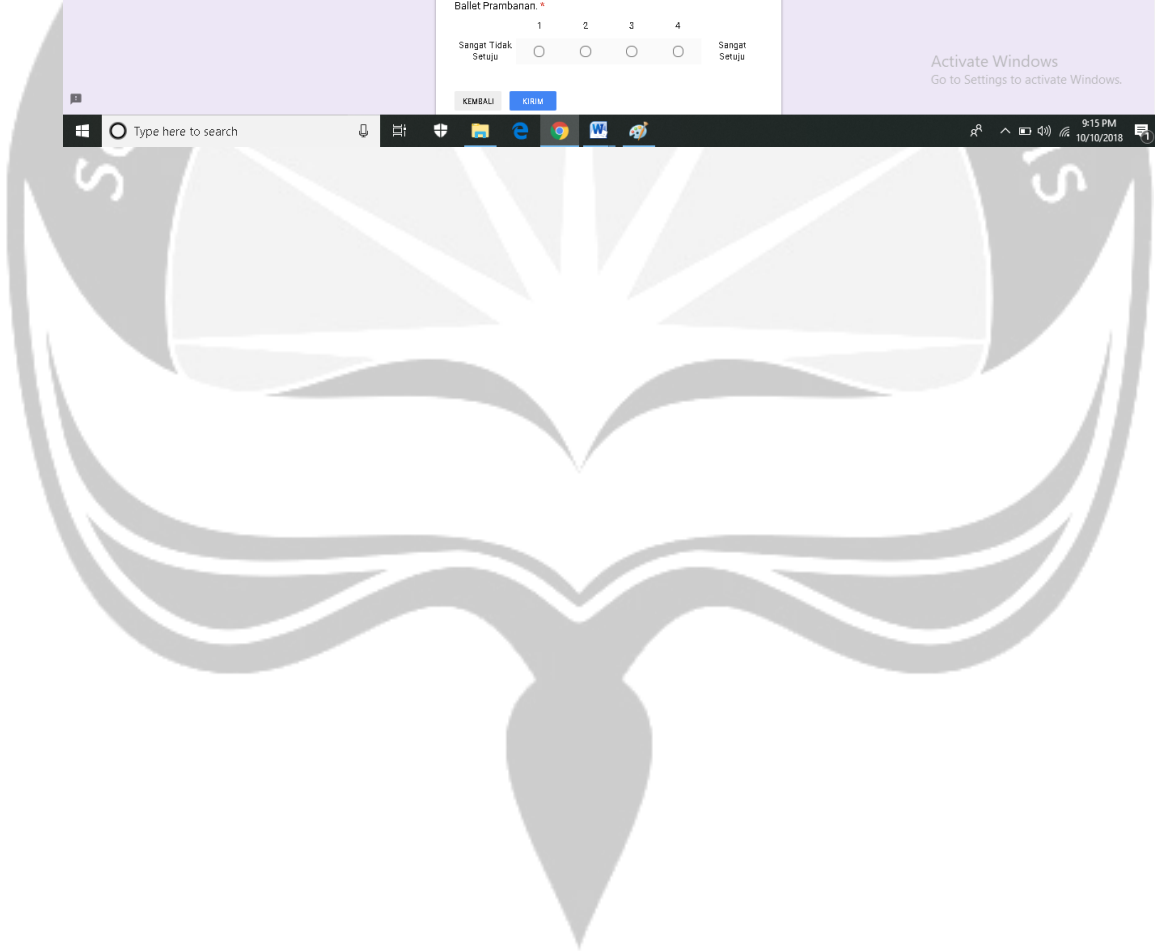 Ballet Prambanan. *
1 2 3 4
Sangat Tidak Setuju
Sangat Setuju
Activate Windows
Go to Settings to activate Windows.
KEMBALI KIRIM
Type here to search
9:15 PM
10/10/2018